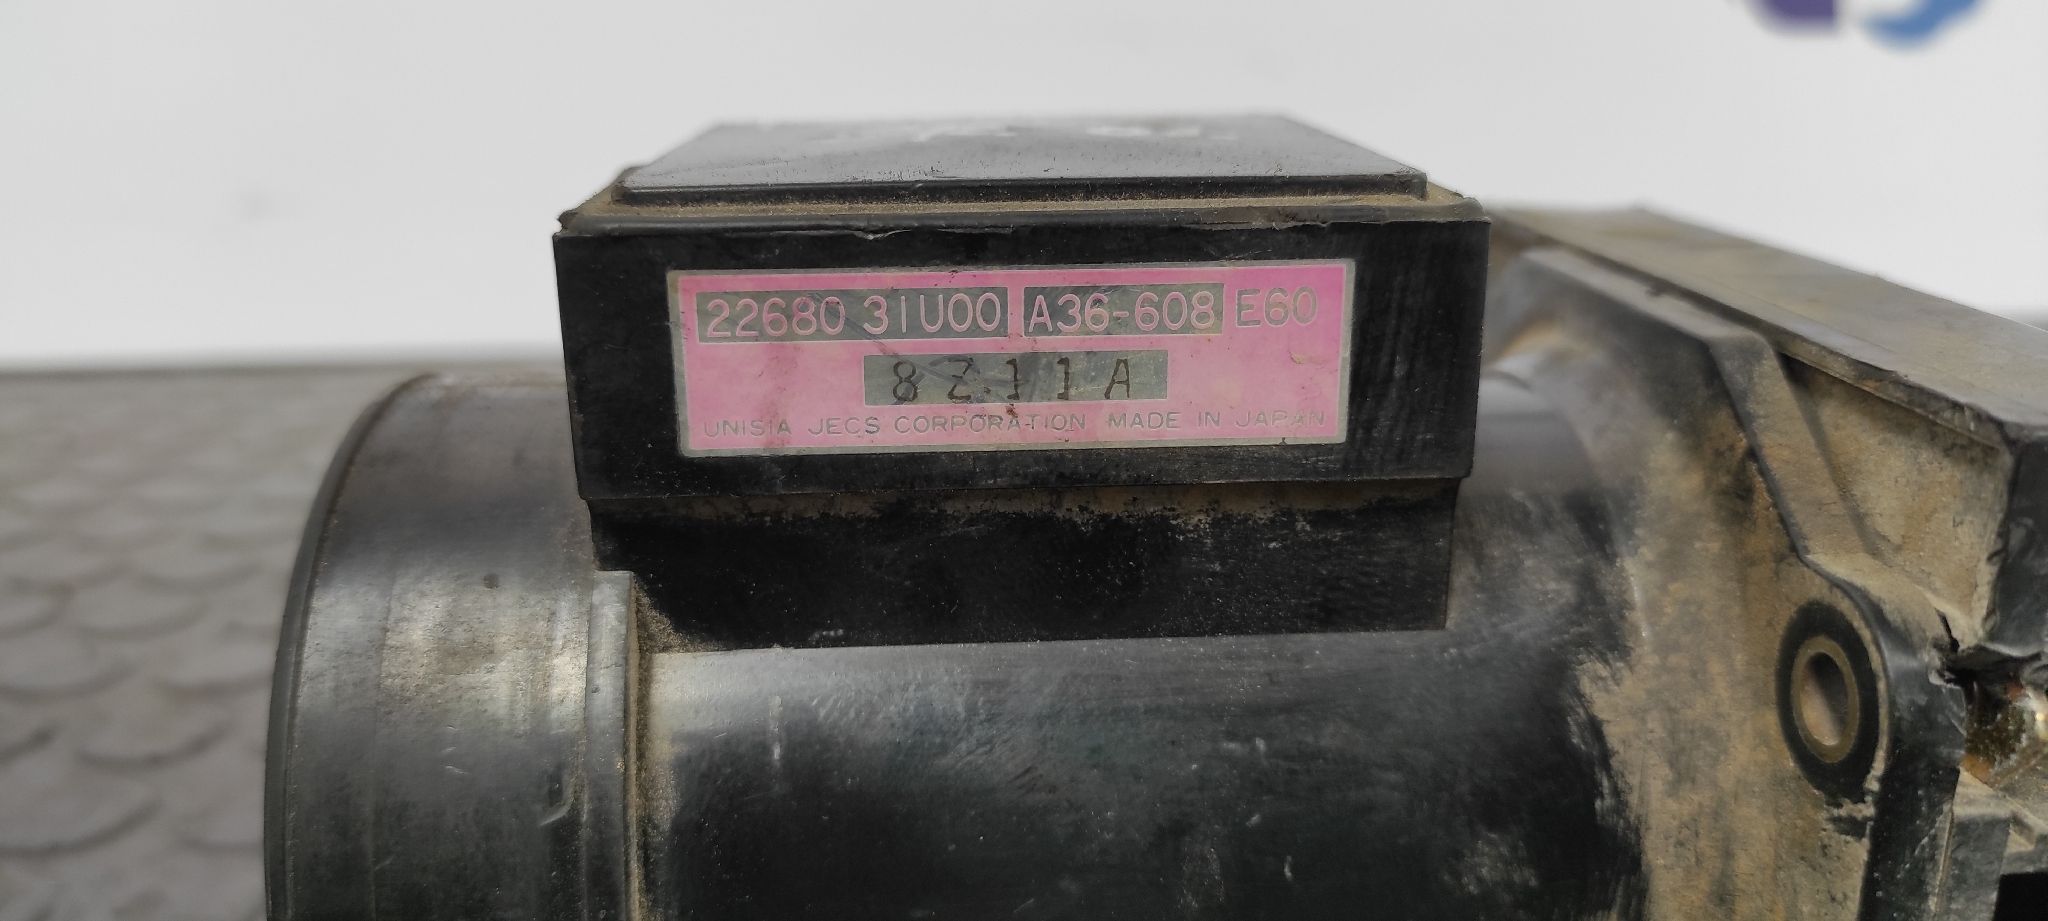 22680 31U00 A36-608 E60
8Z11A
UNISIA JECS CORPORATION MADE IN JAPAN